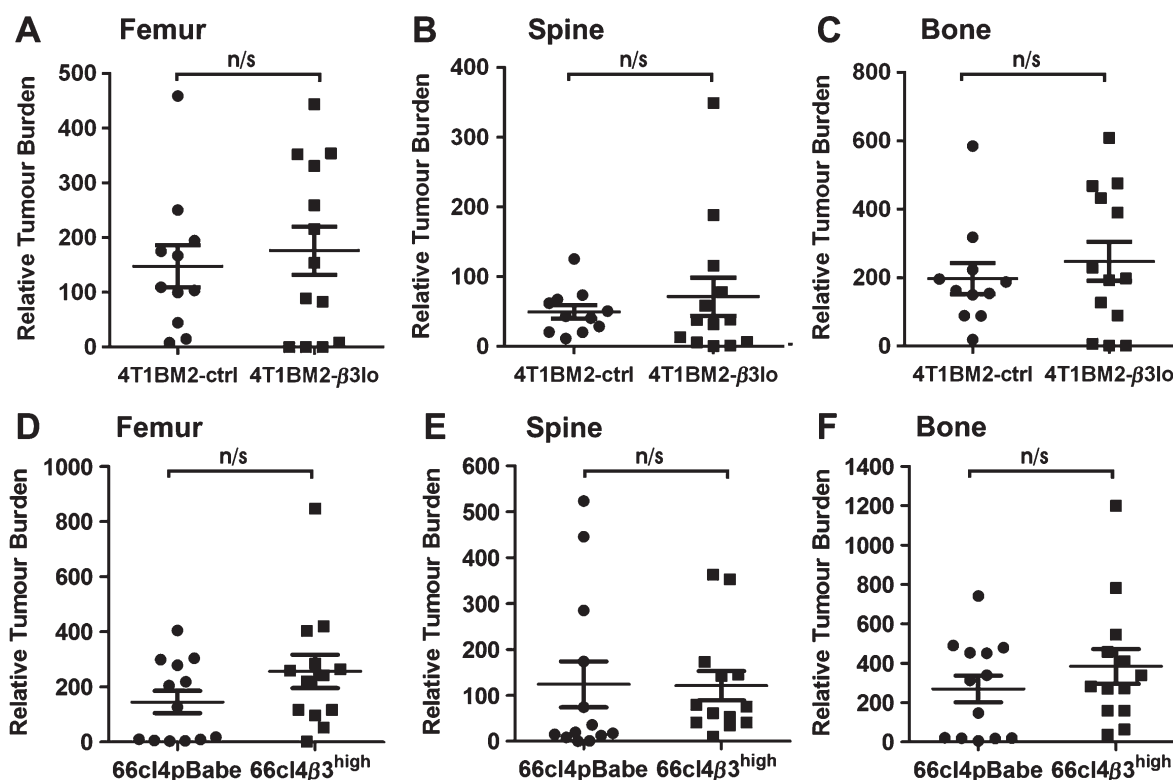 A Femur
n/s
Relative Tumour Burden
500
400
300
200
100
0
4T1BM2-ctrl 4T1BM2-β3lo
B Spine
n/s
Relative Tumour Burden
400
300
200
100
0
4T1BM2-ctrl 4T1BM2-β3lo
C Bone
n/s
Relative Tumour Burden
800
600
400
200
0
4T1BM2-ctrl 4T1BM2-β3lo
D Femur
n/s
Relative Tumour Burden
1000
800
600
400
200
0
66cl4pBabe 66cl4β3high
E Spine
n/s
Relative Tumour Burden
600
500
400
300
200
100
0
66cl4pBabe 66cl4β3high
F Bone
n/s
Relative Tumour Burden
1400
1200
1000
800
600
400
200
0
66cl4pBabe 66cl4β3high